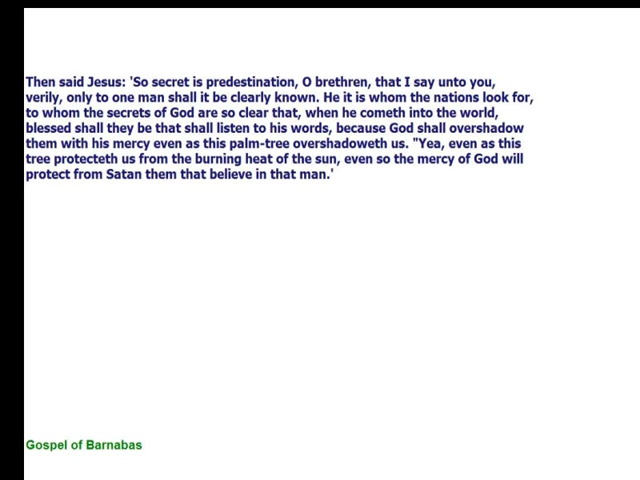 Then said Jesus: 'So secret is predestination, O brethren, that I say unto you,
verily, only to one man shall it be clearly known. He it is whom the nations look for,
to whom the secrets of God are so clear that, when he cometh into the world,
blessed shall they be that shall listen to his words, because God shall overshadow
them with his mercy even as this palm-tree overshadoweth us. "Yea, even as this
tree protecteth us from the burning heat of the sun, even so the mercy of God will
protect from Satan them that believe in that man.'
Gospel of Barnabas